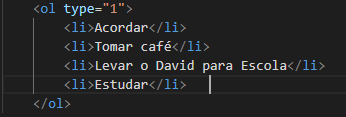 <ol type="1">
<li>Acordar</li>
<li>Tomar café</li>
<li>Levar o David para Escola</li>
<li>Estudar</li>
</ol>